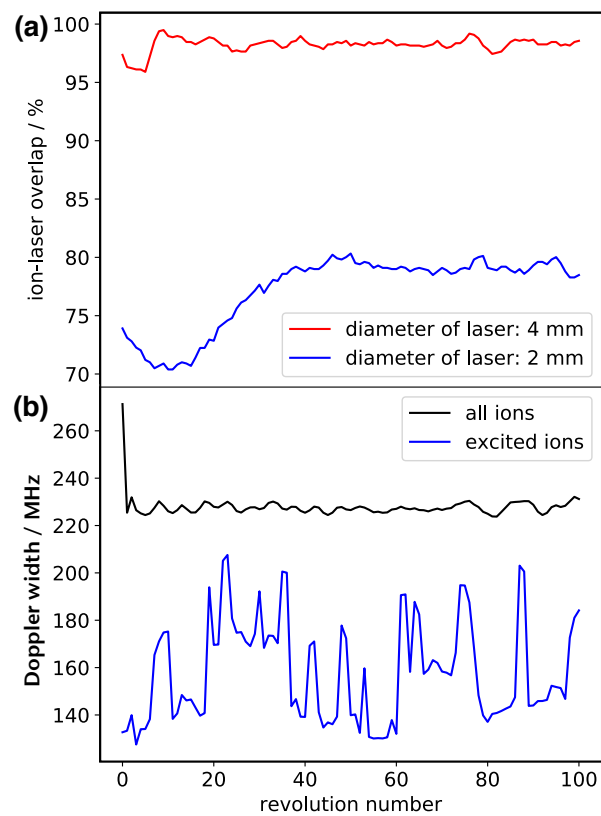 (a)
100
95
90
85
80
75
70
ion-laser overlap / %
diameter of laser: 4 mm
diameter of laser: 2 mm
(b)
260
240
220
200
180
160
140
Doppler width / MHz
all ions
excited ions
0 20 40 60 80 100
revolution number